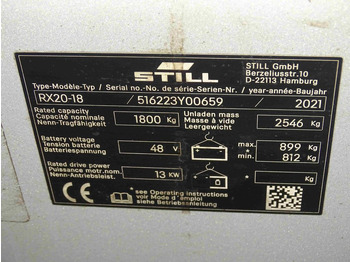 STILL
STILL GmbH
Berzeliusstr.10
D-22113 Hamburg
Type-Modèle-Typ / Serial no.-No de série-Serien-Nr. / year-année-Baujahr
RX20-18 / 516223Y00659 / 2021
Rated capacity
Capacité nominale
Nenn-Tragfähigkeit
1800 Kg
Unladen mass
Masse à vide
Leergewicht
2546 Kg
Battery voltage
Tension batterie
Batteriespannung
48 V
max. 899 Kg
min. 812 Kg
Rated drive power
Puissance motr.nom.
Nenn-Antriebsleist.
13 KW
CE
see Operating instructions
voir Mode d'emploi
siehe Betriebsanleitung